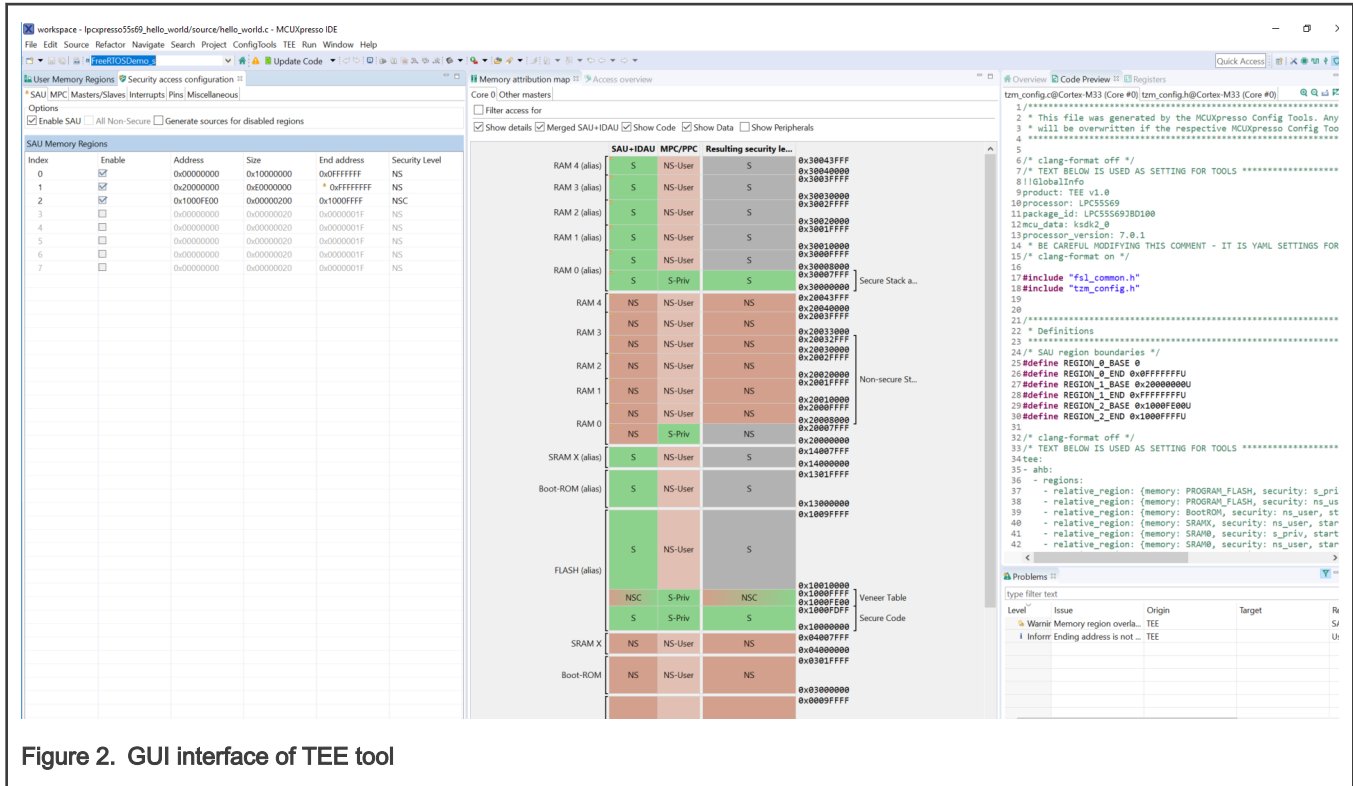 workspace - lpcxpresso55s69_hello_world/source/hello_world.c - MCUXpresso IDE
File Edit Source Refactor Navigate Search Project ConfigTools TEE Run Window Help
FreeRTOSDemo_s
Update Code
Quick Access
User Memory Regions
Security access configuration
SAU MPC Masters/Slaves Interrupts Pins Miscellaneous
Options
Enable SAU
All Non-Secure
Generate sources for disabled regions
SAU Memory Regions
Index Enable Address Size End address Security Level
0 0x00000000 0x10000000 0x0FFFFFFF NS
1 0x20000000 0xE0000000 * 0xFFFFFFFF NS
2 0x1000FE00 0x00000200 0x1000FFFF NSC
3 0x00000000 0x00000020 0x0000001F NS
4 0x00000000 0x00000020 0x0000001F NS
5 0x00000000 0x00000020 0x0000001F NS
6 0x00000000 0x00000020 0x0000001F NS
7 0x00000000 0x00000020 0x0000001F NS
Memory attribution map
Access overview
Core 0 Other masters
Filter access for
Show details
Merged SAU+IDAU
Show Code
Show Data
Show Peripherals
SAU+IDAU MPC/PPC Resulting security le...
RAM 4 (alias) S NS-User S 0x30043FFF
0x30040000
RAM 3 (alias) S NS-User S 0x3003FFFF
0x30030000
RAM 2 (alias) S NS-User S 0x3002FFFF
0x30020000
RAM 1 (alias) S NS-User S 0x3001FFFF
0x30010000
RAM 0 (alias) S NS-User S 0x3000FFFF
0x30008000
S S-Priv S 0x30007FFF
0x30000000
Secure Stack a...
RAM 4 NS NS-User NS 0x20043FFF
0x20040000
RAM 3 NS NS-User NS 0x2003FFFF
0x20033000
NS NS-User NS 0x20032FFF
0x20030000
RAM 2 NS NS-User NS 0x2002FFFF
0x20020000
Non-secure St...
RAM 1 NS NS-User NS 0x2001FFFF
0x20010000
RAM 0 NS NS-User NS 0x2000FFFF
0x20008000
NS S-Priv NS 0x20007FFF
0x20000000
SRAM X (alias) S NS-User S 0x14007FFF
0x14000000
Boot-ROM (alias) S NS-User S 0x1301FFFF
0x13000000
FLASH (alias) S NS-User S 0x1009FFFF
0x10010000
NSC S-Priv NSC 0x1000FFFF
0x1000FE00
Veneer Table
S S-Priv S 0x1000FDFF
0x10000000
Secure Code
SRAM X NS NS-User NS 0x04007FFF
0x04000000
Boot-ROM NS NS-User NS 0x0301FFFF
0x03000000
0x0009FFFF
Overview
Code Preview
Registers
tzm_config.c@Cortex-M33 (Core #0) tzm_config.h@Cortex-M33 (Core #0)
1/***********************************************************
2 * This file was generated by the MCUXpresso Config Tools. Any
3 * will be overwritten if the respective MCUXpresso Config Too
4 ***********************************************************
5
6/* clang-format off */
7/* TEXT BELOW IS USED AS SETTING FOR TOOLS *******************
8!!GlobalInfo
9product: TEE v1.0
10processor: LPC55S69
11package_id: LPC55S69JBD100
12mcu_data: ksdk2_0
13processor_version: 7.0.1
14 * BE CAREFUL MODIFYING THIS COMMENT - IT IS YAML SETTINGS FOR
15/* clang-format on */
16
17#include "fsl_common.h"
18#include "tzm_config.h"
19
20
21/***********************************************************
22 * Definitions
23 ***********************************************************
24/* SAU region boundaries */
25#define REGION_0_BASE 0
26#define REGION_0_END 0x0FFFFFFFU
27#define REGION_1_BASE 0x20000000U
28#define REGION_1_END 0xFFFFFFFFU
29#define REGION_2_BASE 0x1000FE00U
30#define REGION_2_END 0x1000FFFFU
31
32/* clang-format off */
33/* TEXT BELOW IS USED AS SETTING FOR TOOLS *******************
34tee:
35- ahb:
36 - regions:
37 - relative_region: {memory: PROGRAM_FLASH, security: s_pri
38 - relative_region: {memory: PROGRAM_FLASH, security: ns_us
39 - relative_region: {memory: BootROM, security: ns_user, st
40 - relative_region: {memory: SRAMX, security: ns_user, star
41 - relative_region: {memory: SRAM0, security: s_priv, start
42 - relative_region: {memory: SRAM0, security: ns_user, star
Problems
type filter text
Level Issue Origin Target Re
Warnir Memory region overla... TEE SA
Inform Ending address is not ... TEE Us
Figure 2. GUI interface of TEE tool